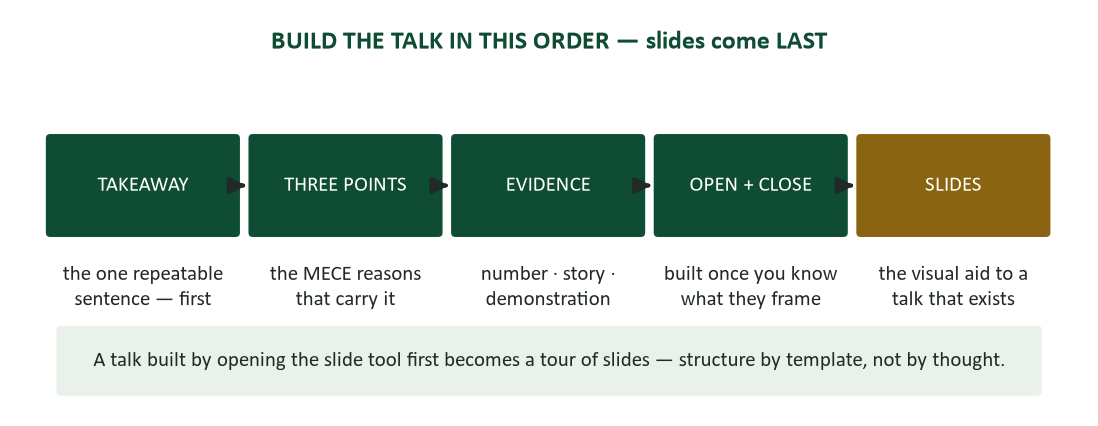 BUILD THE TALK IN THIS ORDER — slides come LAST
TAKEAWAY
THREE POINTS
EVIDENCE
OPEN + CLOSE
SLIDES
the one repeatable
sentence — first
the MECE reasons
that carry it
number · story ·
demonstration
built once you know
what they frame
the visual aid to a
talk that exists
A talk built by opening the slide tool first becomes a tour of slides — structure by template, not by thought.